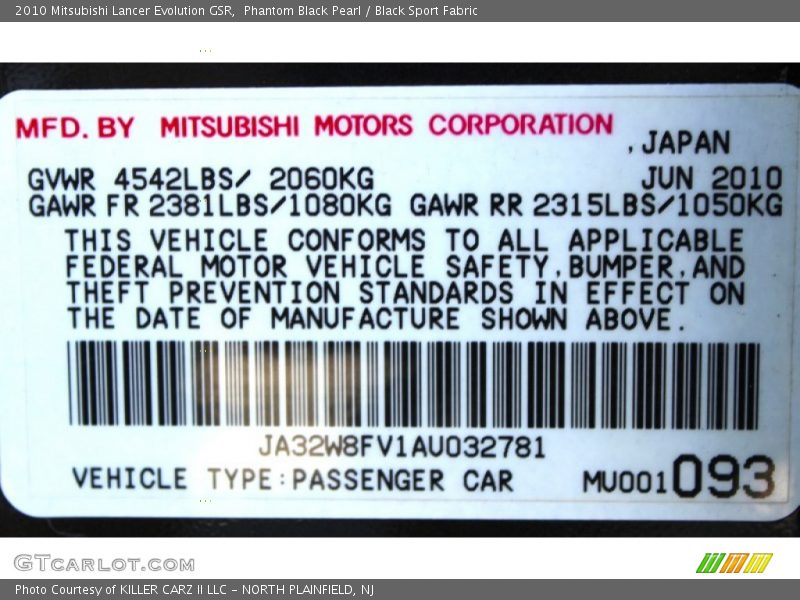 2010 Mitsubishi Lancer Evolution GSR,  Phantom Black Pearl / Black Sport Fabric
MFD. BY MITSUBISHI MOTORS CORPORATION
, JAPAN
GVWR 4542LBS/ 2060KG JUN 2010
GAWR FR 2381LBS/1080KG GAWR RR 2315LBS/1050KG
THIS VEHICLE CONFORMS TO ALL APPLICABLE
FEDERAL MOTOR VEHICLE SAFETY, BUMPER, AND
THEFT PREVENTION STANDARDS IN EFFECT ON
THE DATE OF MANUFACTURE SHOWN ABOVE.
JA32W8FV1AU032781
VEHICLE TYPE:PASSENGER CAR MU001 093
GTCARLOT.COM
Photo Courtesy of KILLER CARZ II LLC - NORTH PLAINFIELD, NJ